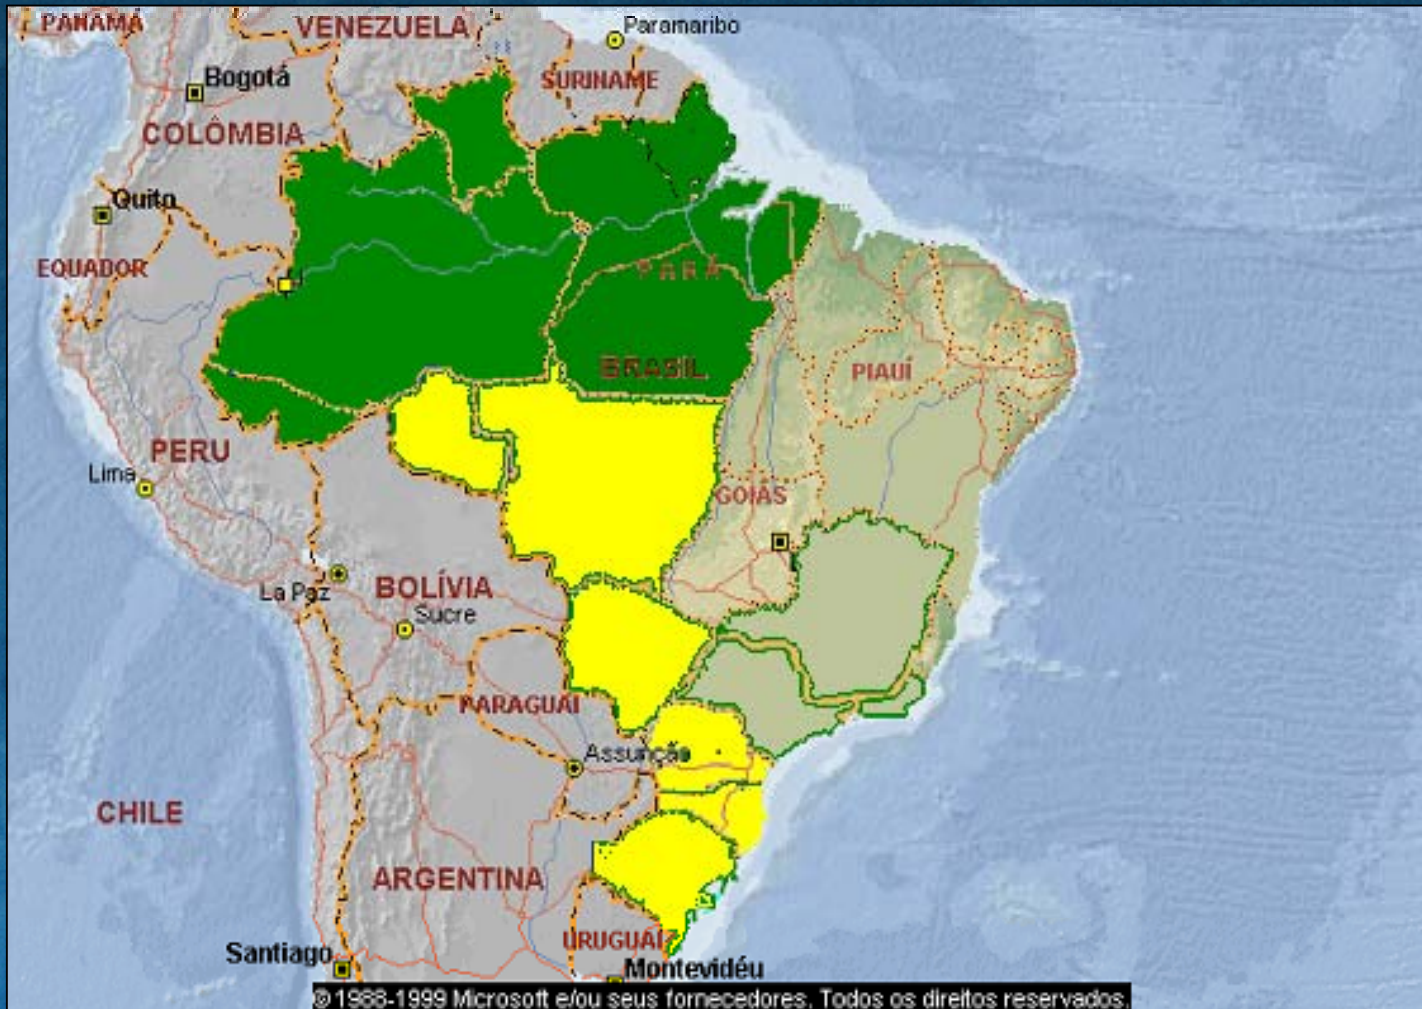 PANAMÁ
VENEZUELA
Paramaribo
Bogotá
SURINAME
COLÔMBIA
Quito
EQUADOR
PARÁ
BRASIL
PIAUÍ
PERU
Lima
GOIÁS
La Paz
BOLÍVIA
Sucre
PARAGUAI
Assunção
CHILE
ARGENTINA
URUGUAI
Santiago
Montevidéu
© 1988-1999 Microsoft e/ou seus fornecedores. Todos os direitos reservados.